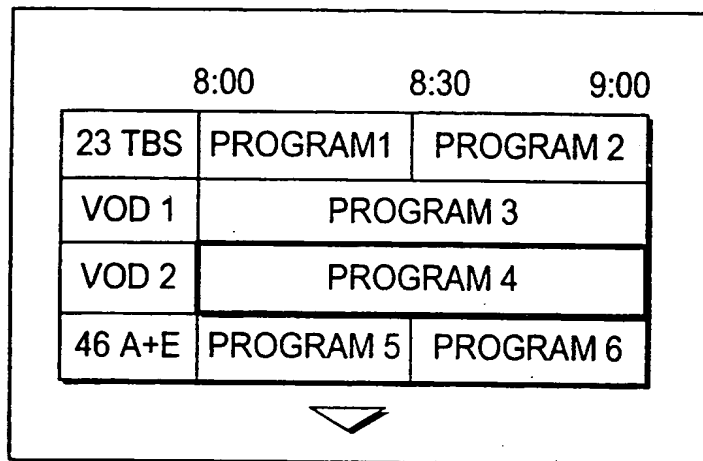 8:00 8:30 9:00
23 TBS PROGRAM1 PROGRAM 2
VOD 1 PROGRAM 3
VOD 2 PROGRAM 4
46 A+E PROGRAM 5 PROGRAM 6